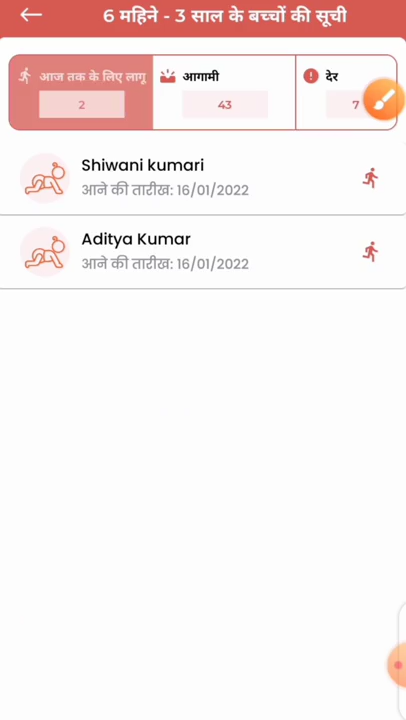 6 महिने - 3 साल के बच्चों की सूची
आज तक के लिए लागू
2
आगामी
43
देर
7
Shiwani kumari
आने की तारीख: 16/01/2022
Aditya Kumar
आने की तारीख: 16/01/2022